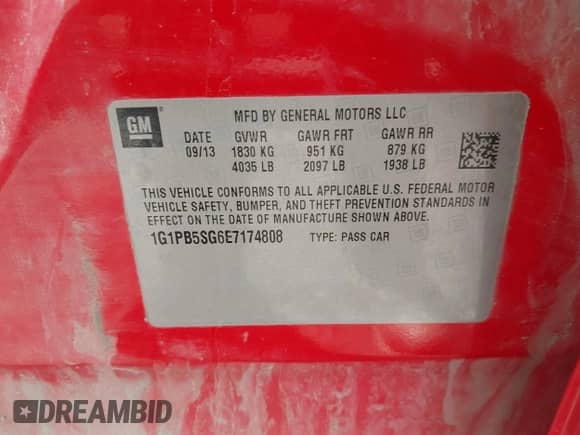 GM
MFD BY GENERAL MOTORS LLC
DATE GVWR GAWR FRT GAWR RR
09/13 1830 KG 951 KG 879 KG
4035 LB 2097 LB 1938 LB
THIS VEHICLE CONFORMS TO ALL APPLICABLE U.S. FEDERAL MOTOR
VEHICLE SAFETY, BUMPER, AND THEFT PREVENTION STANDARDS IN
EFFECT ON THE DATE OF MANUFACTURE SHOWN ABOVE.
1G1PB5SG6E7174808 TYPE: PASS CAR
DREAMBID